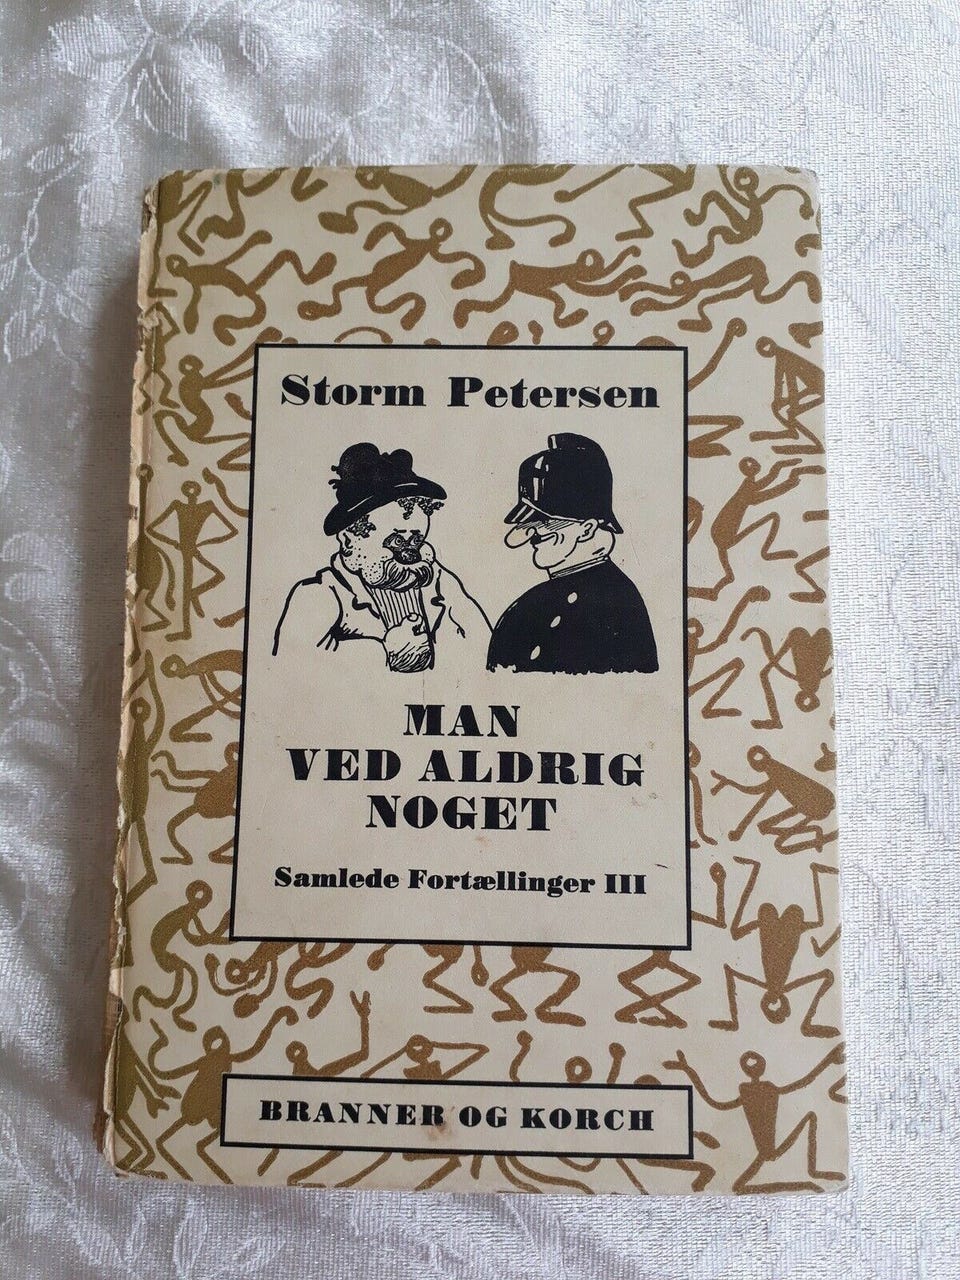 Storm Petersen
MAN
VED ALDRIG
NOGET
Samlede Fortællinger III
BRANNER OG KORCH